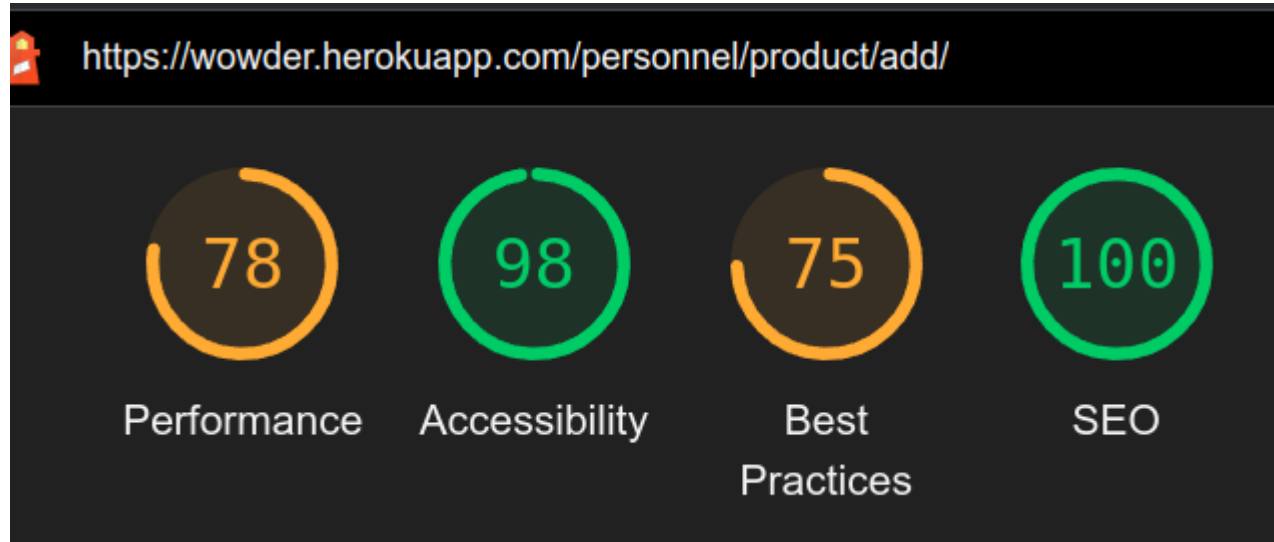 https://wowder.herokuapp.com/personnel/product/add/
78
98
75
100
Performance
Accessibility
Best
Practices
SEO